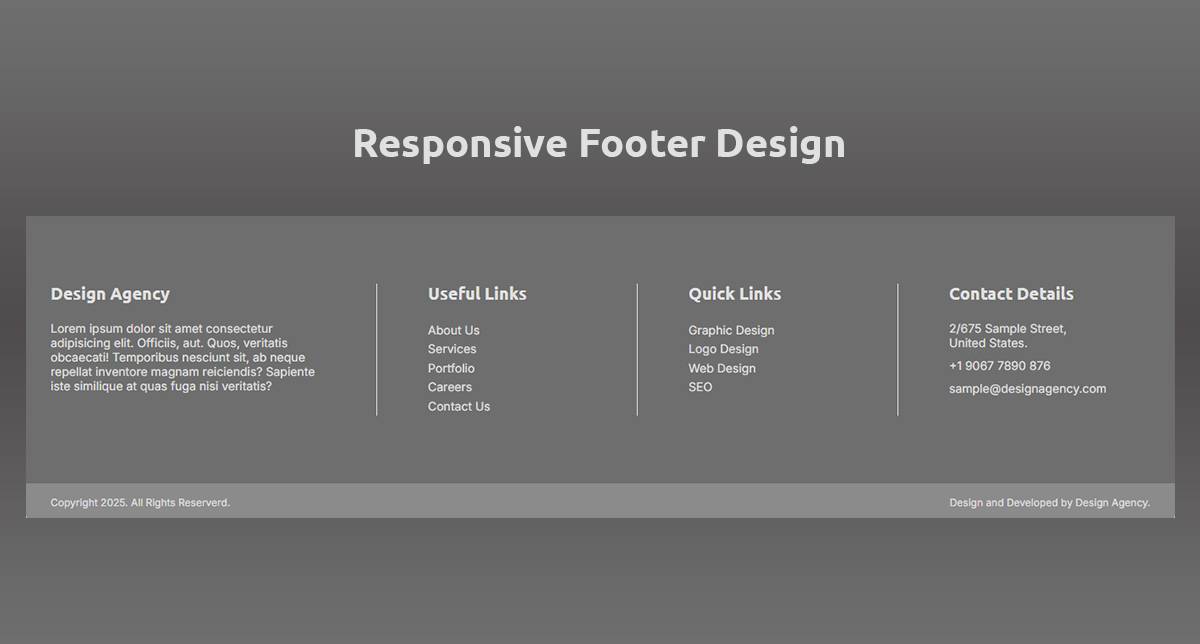 Responsive Footer Design
Design Agency
Lorem ipsum dolor sit amet consectetur
adipisicing elit. Officiis, aut. Quos, veritatis
obcaecati! Temporibus nesciunt sit, ab neque
repellat inventore magnam reiciendis? Sapiente
iste similique at quas fuga nisi veritatis?
Useful Links
About Us
Services
Portfolio
Careers
Contact Us
Quick Links
Graphic Design
Logo Design
Web Design
SEO
Contact Details
2/675 Sample Street,
United States.
+1 9067 7890 876
sample@designagency.com
Copyright 2025. All Rights Reserverd.
Design and Developed by Design Agency.